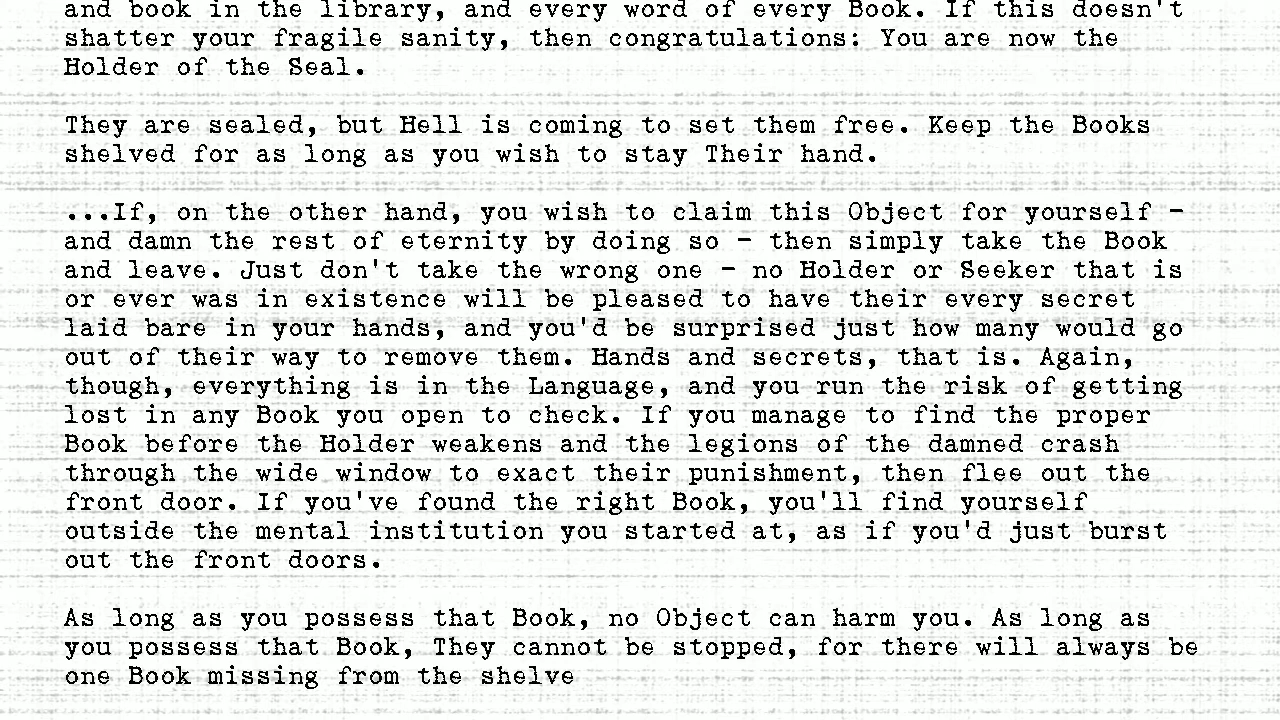 and book in the library, and every word of every Book. If this doesn't
shatter your fragile sanity, then congratulations: You are now the
Holder of the Seal.
They are sealed, but Hell is coming to set them free. Keep the Books
shelved for as long as you wish to stay Their hand.
...If, on the other hand, you wish to claim this Object for yourself -
and damn the rest of eternity by doing so - then simply take the Book
and leave. Just don't take the wrong one - no Holder or Seeker that is
or ever was in existence will be pleased to have their every secret
laid bare in your hands, and you'd be surprised just how many would go
out of their way to remove them. Hands and secrets, that is. Again,
though, everything is in the Language, and you run the risk of getting
lost in any Book you open to check. If you manage to find the proper
Book before the Holder weakens and the legions of the damned crash
through the wide window to exact their punishment, then flee out the
front door. If you've found the right Book, you'll find yourself
outside the mental institution you started at, as if you'd just burst
out the front doors.
As long as you possess that Book, no Object can harm you. As long as
you possess that Book, They cannot be stopped, for there will always be
one Book missing from the shelve